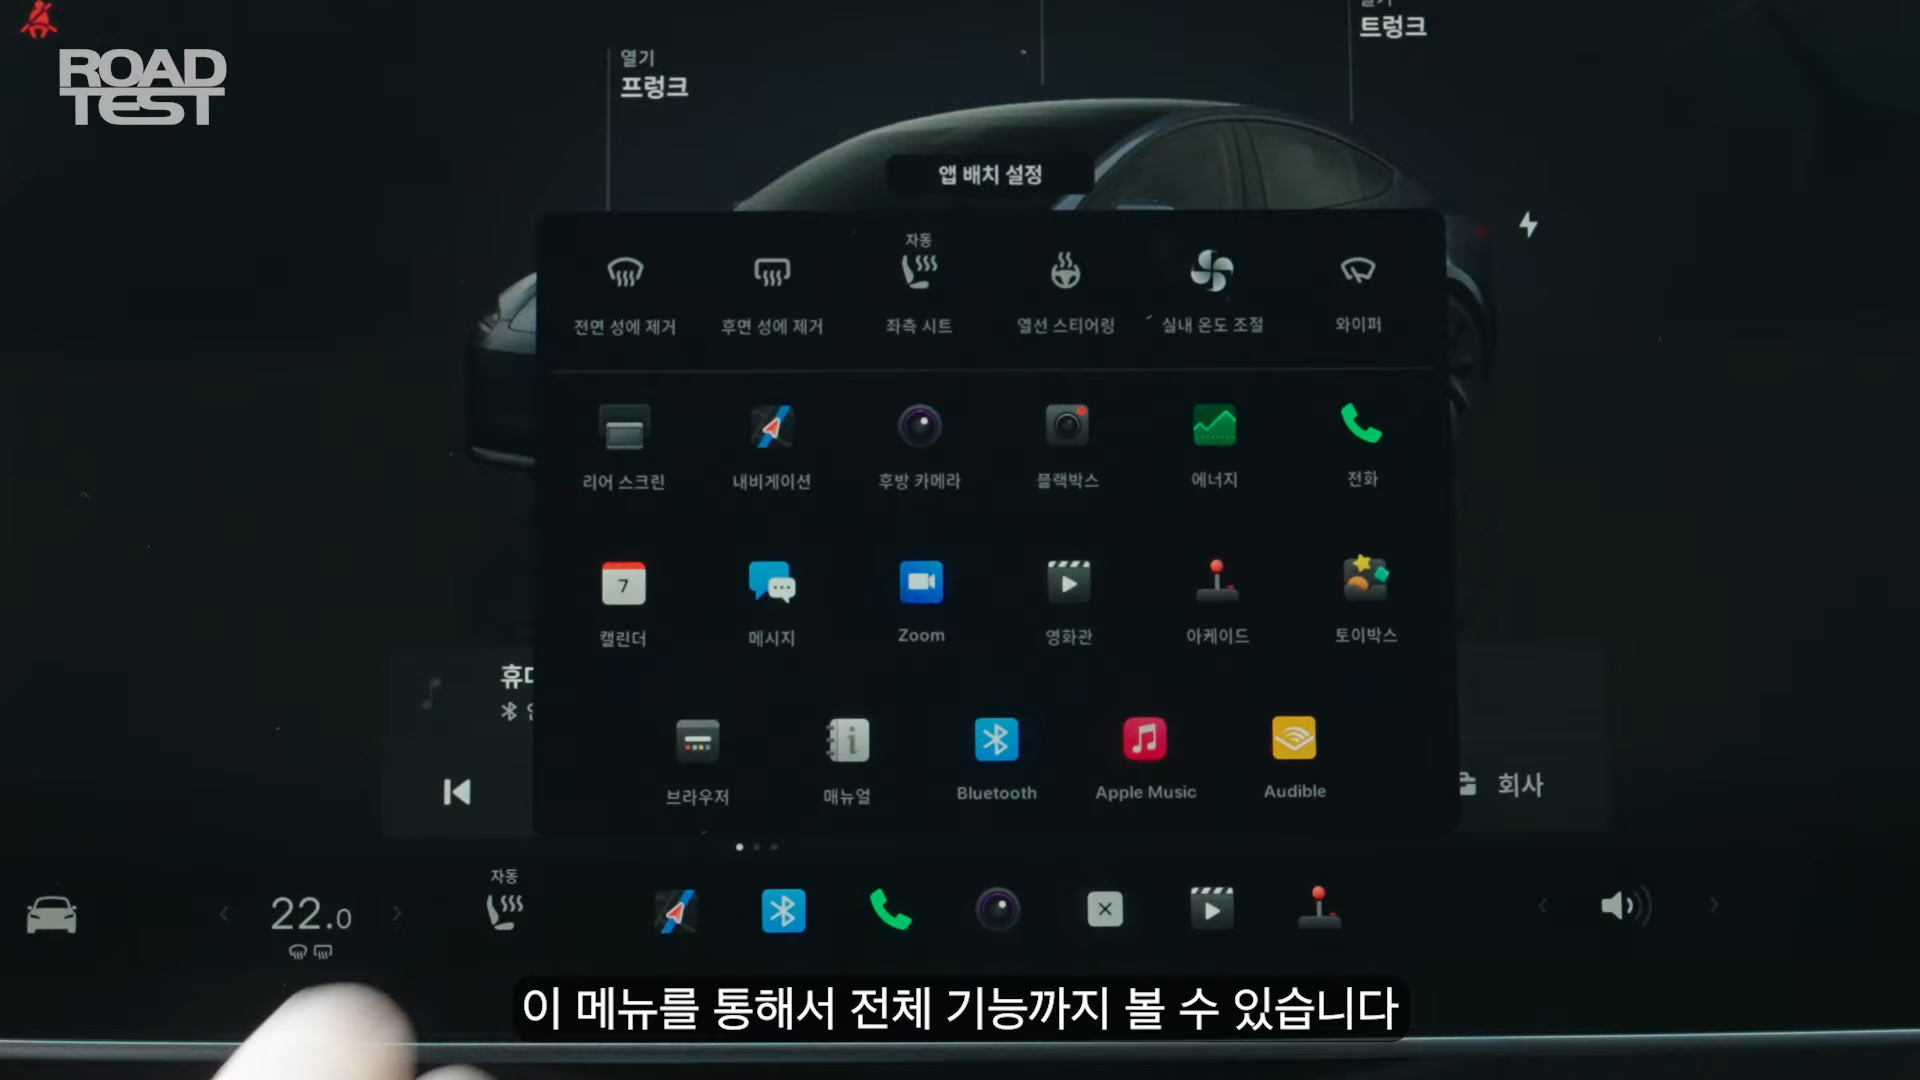 ROAD
TEST
열기
프렁크
트렁크
앱 배치 설정
자동
전면 성에 제거
후면 성에 제거
좌측 시트
열선 스티어링
실내 온도 조절
와이퍼
리어 스크린
내비게이션
후방 카메라
블랙박스
에너지
전화
7
캘린더
메시지
Zoom
영화관
아케이드
토이박스
브라우저
매뉴얼
Bluetooth
Apple Music
Audible
회사
22.0
자동
이 메뉴를 통해서 전체 기능까지 볼 수 있습니다